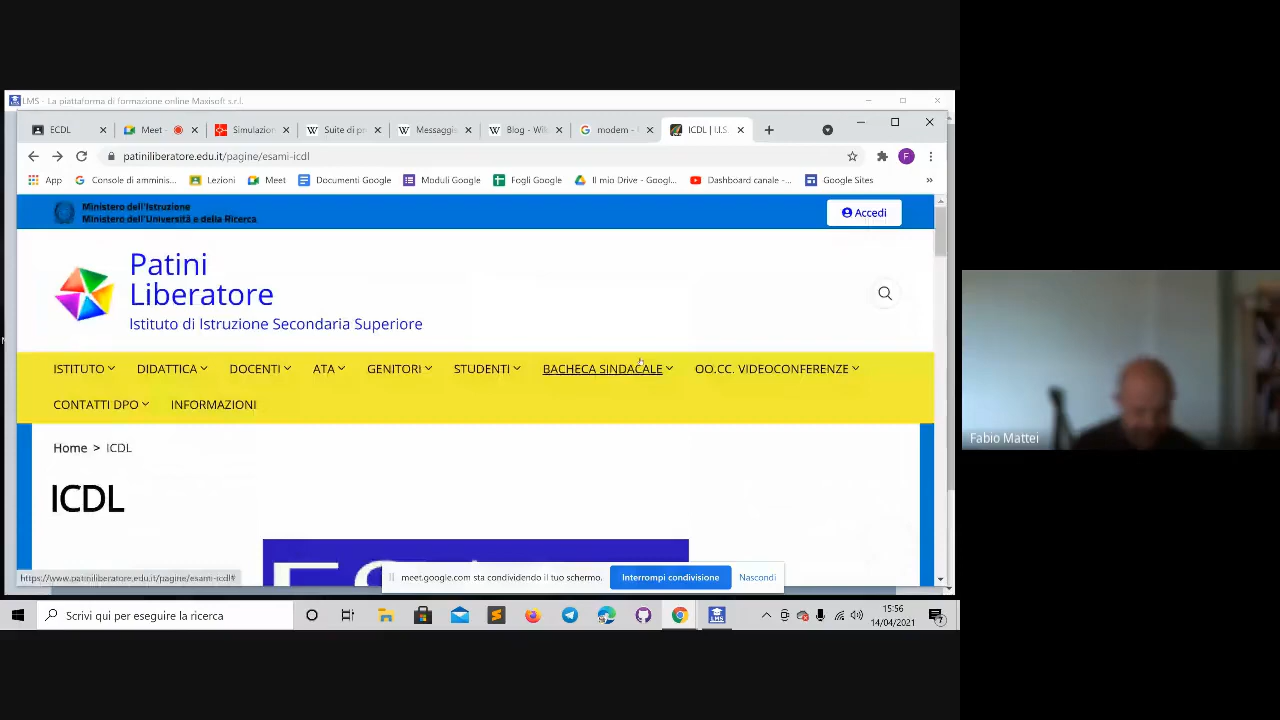 LMS - La piattaforma di formazione online Maxisoft s.r.l.
ECDL
Meet -
Simulazion
Suite di pr
Messaggis
Blog - Wik
modem -
ICDL | I.I.S.
patiniliberatore.edu.it/pagine/esami-icdl
App
Console di amminis...
Lezioni
Meet
Documenti Google
Moduli Google
Fogli Google
Il mio Drive - Googl...
Dashboard canale -...
Google Sites
»
Ministero dell'Istruzione
Ministero dell'Università e della Ricerca
Accedi
Patini
Liberatore
Istituto di Istruzione Secondaria Superiore
ISTITUTO DIDATTICA DOCENTI ATA GENITORI STUDENTI BACHECA SINDACALE OO.CC. VIDEOCONFERENZE
CONTATTI DPO INFORMAZIONI
Home > ICDL
ICDL
https://www.patiniliberatore.edu.it/pagine/esami-icdl#
meet.google.com sta condividendo il tuo schermo.
Interrompi condivisione
Nascondi
Scrivi qui per eseguire la ricerca
LMS
15:56
14/04/2021
Fabio Mattei